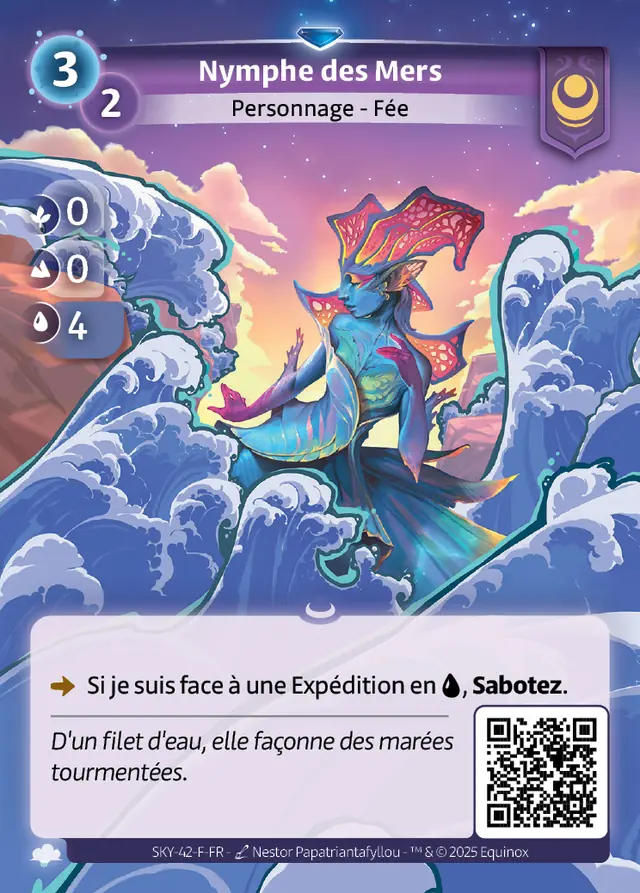 3
Nymphe des Mers
2
Personnage - Fée
0
0
4
Si je suis face à une Expédition en , Sabotez.
D'un filet d'eau, elle façonne des marées
tourmentées.
SKY-42-F-FR - Nestor Papatriantafyllou - ™ & © 2025 Equinox